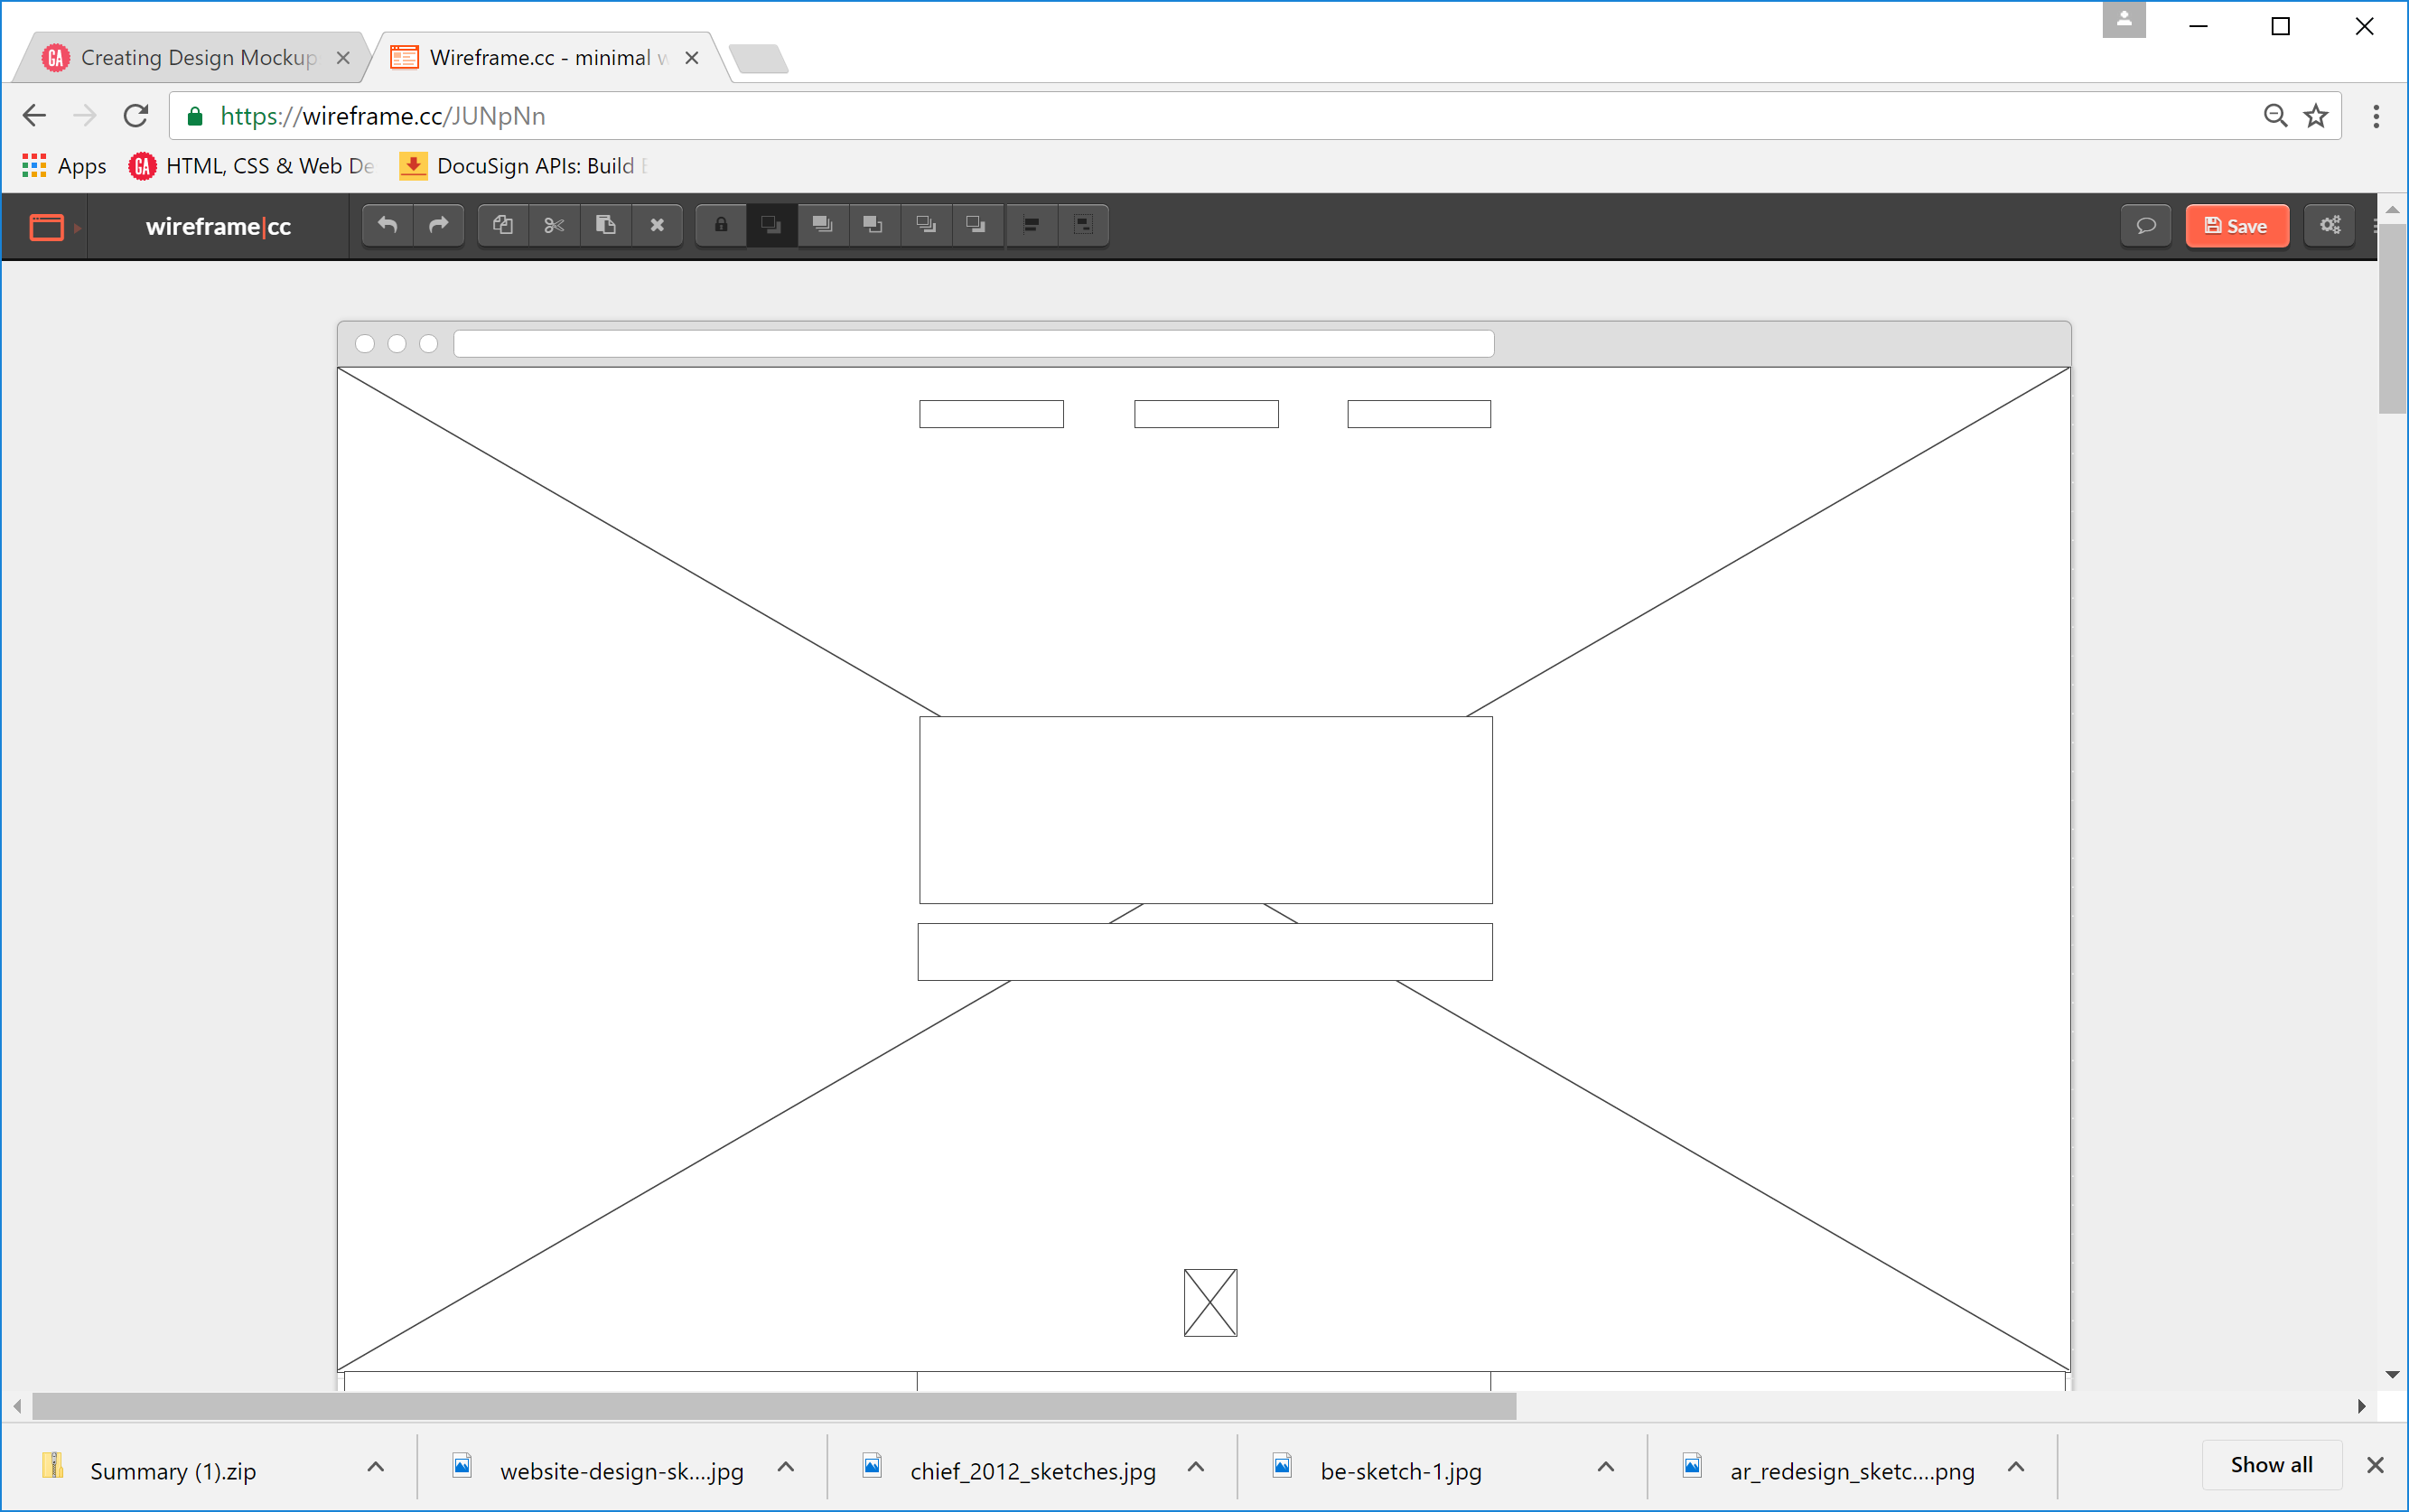 GA Creating Design Mockup
Wireframe.cc - minimal w
https://wireframe.cc/JUNpNn
Apps
GA HTML, CSS & Web De
DocuSign APIs: Build
wireframe|cc
Save
Summary (1).zip
website-design-sk....jpg
chief_2012_sketches.jpg
be-sketch-1.jpg
ar_redesign_sketc....png
Show all